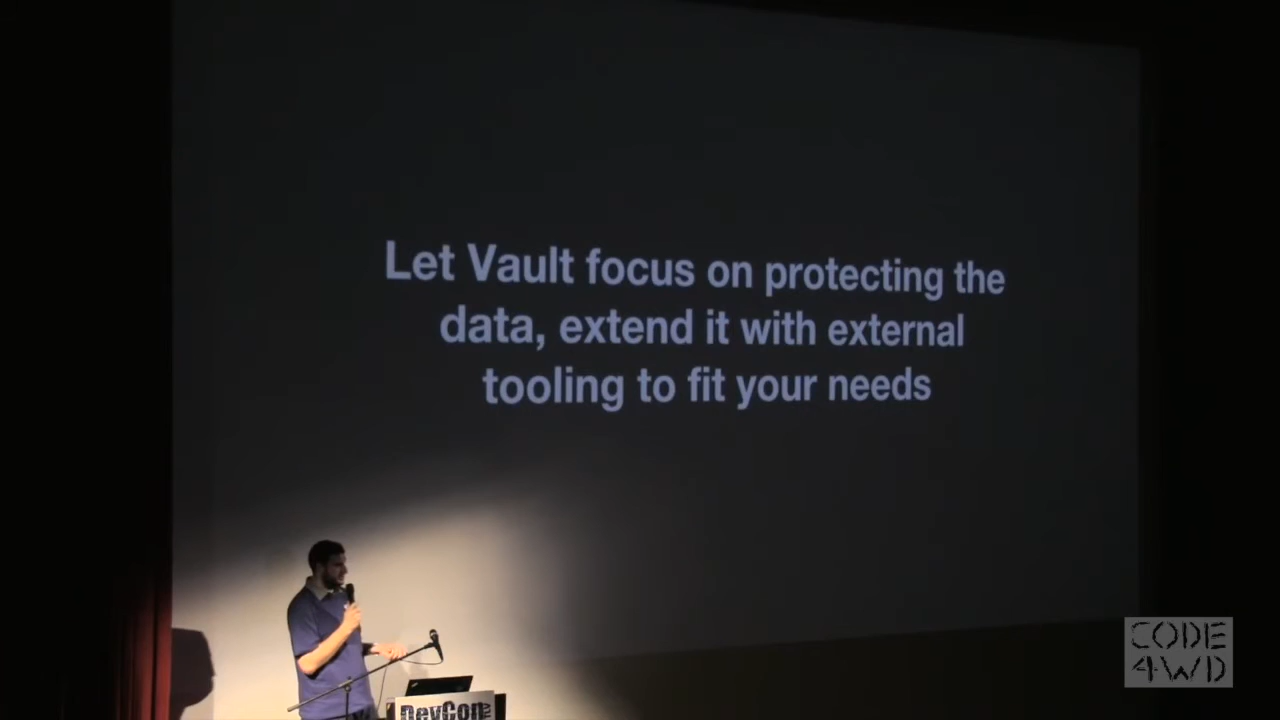 Let Vault focus on protecting the
data, extend it with external
tooling to fit your needs
DevCon
TLV
CODE
4WD